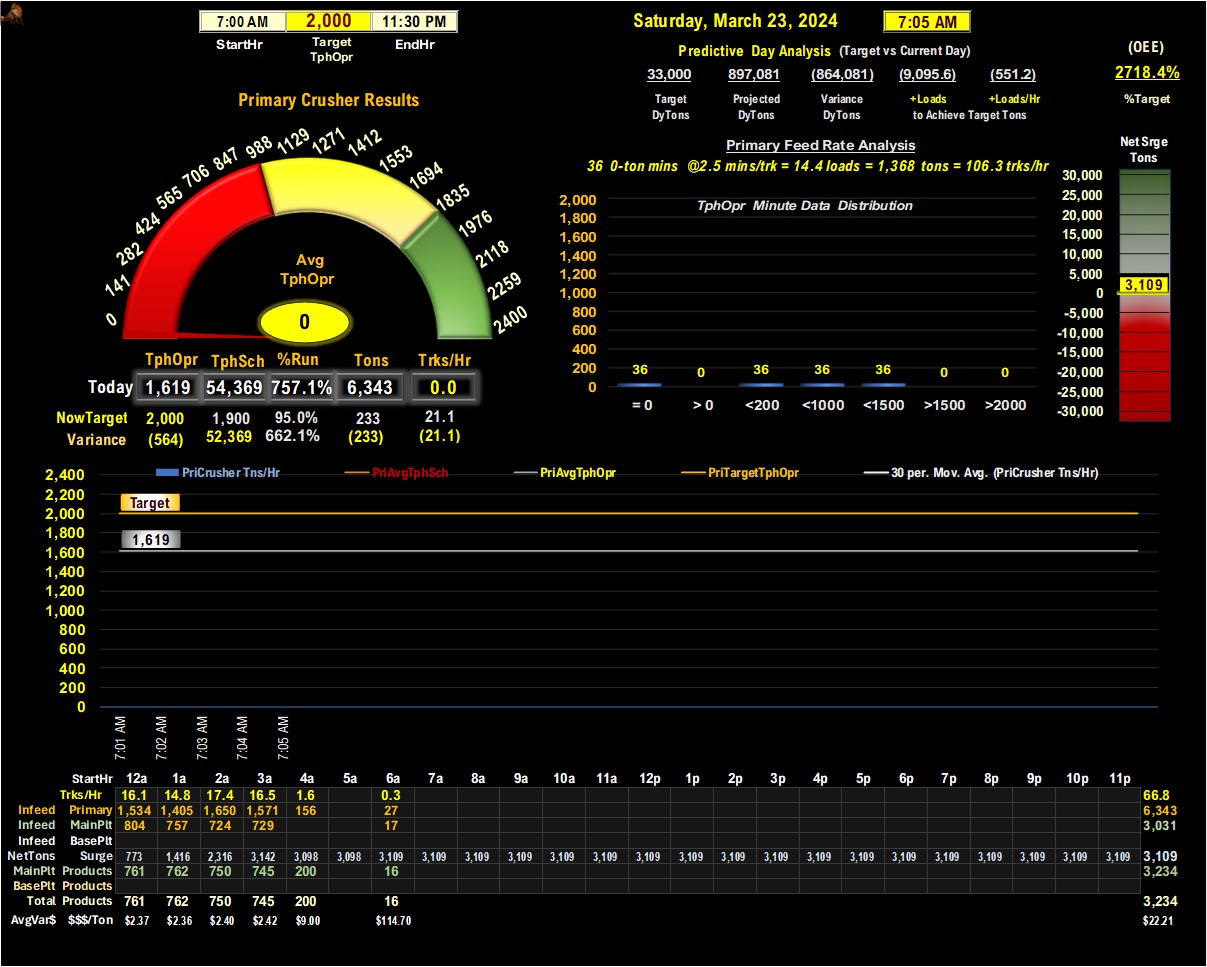 7:00 AM 2,000 11:30 PM
StartHr Target TphOpr EndHr
Saturday, March 23, 2024 7:05 AM
Predictive Day Analysis (Target vs Current Day)
33,000 897,081 (864,081) (9,095.6) (551.2)
Target DyTons Projected DyTons Variance DyTons +Loads +Loads/Hr
to Achieve Target Tons
(OEE)
2718.4%
%Target
Primary Crusher Results
0 141 282 424 565 706 847 988 1129 1271 1412 1553 1694 1835 1976 2118 2259 2400
Avg
TphOpr
0
TphOpr TphSch %Run Tons Trks/Hr
Today 1,619 54,369 757.1% 6,343 0.0
NowTarget 2,000 1,900 95.0% 233 21.1
Variance (564) 52,369 662.1% (233) (21.1)
Primary Feed Rate Analysis
36 0-ton mins @2.5 mins/trk = 14.4 loads = 1,368 tons = 106.3 trks/hr
TphOpr Minute Data Distribution
2,000
1,800
1,600
1,400
1,200
1,000
800
600
400
200
0
36 0 36 36 36 0 0
= 0 > 0 <200 <1000 <1500 >1500 >2000
Net Srge
Tons
30,000
25,000
20,000
15,000
10,000
5,000
0
-5,000
-10,000
-15,000
-20,000
-25,000
-30,000
3,109
PriCrusher Tns/Hr PriAvgTphSch PriAvgTphOpr PriTargetTphOpr 30 per. Mov. Avg. (PriCrusher Tns/Hr)
2,400
2,200
2,000
1,800
1,600
1,400
1,200
1,000
800
600
400
200
0
Target
1,619
7:01 AM 7:02 AM 7:03 AM 7:04 AM 7:05 AM
StartHr 12a 1a 2a 3a 4a 5a 6a 7a 8a 9a 10a 11a 12p 1p 2p 3p 4p 5p 6p 7p 8p 9p 10p 11p
Trks/Hr 16.1 14.8 17.4 16.5 1.6 0.3 66.8
Infeed Primary 1,534 1,405 1,650 1,571 156 27 6,343
Infeed MainPlt 804 757 724 729 17 3,031
Infeed BasePlt
NetTons Surge 773 1,416 2,316 3,142 3,098 3,098 3,109 3,109 3,109 3,109 3,109 3,109 3,109 3,109 3,109 3,109 3,109 3,109 3,109 3,109 3,109 3,109 3,109 3,109 3,109
MainPlt Products 761 762 750 745 200 16 3,234
BasePlt Products
Total Products 761 762 750 745 200 16 3,234
AvgVar$ $$$/Ton $2.37 $2.36 $2.40 $2.42 $9.00 $114.70 $22.21